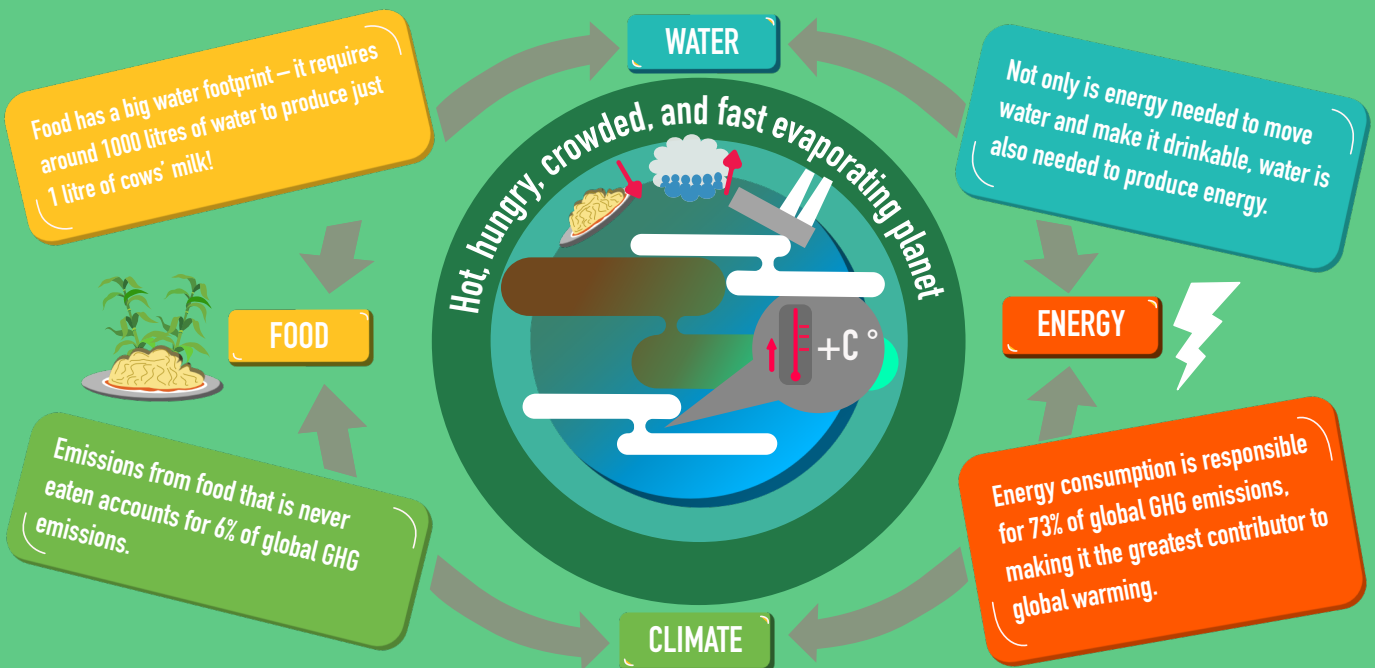 WATER
Food has a big water footprint – it requires
around 1000 litres of water to produce just
1 litre of cows' milk!
Not only is energy needed to move
water and make it drinkable, water is
also needed to produce energy.
Hot, hungry, crowded, and fast evaporating planet
FOOD
+C °
ENERGY
Emissions from food that is never
eaten accounts for 6% of global GHG
emissions.
Energy consumption is responsible
for 73% of global GHG emissions,
making it the greatest contributor to
global warming.
CLIMATE